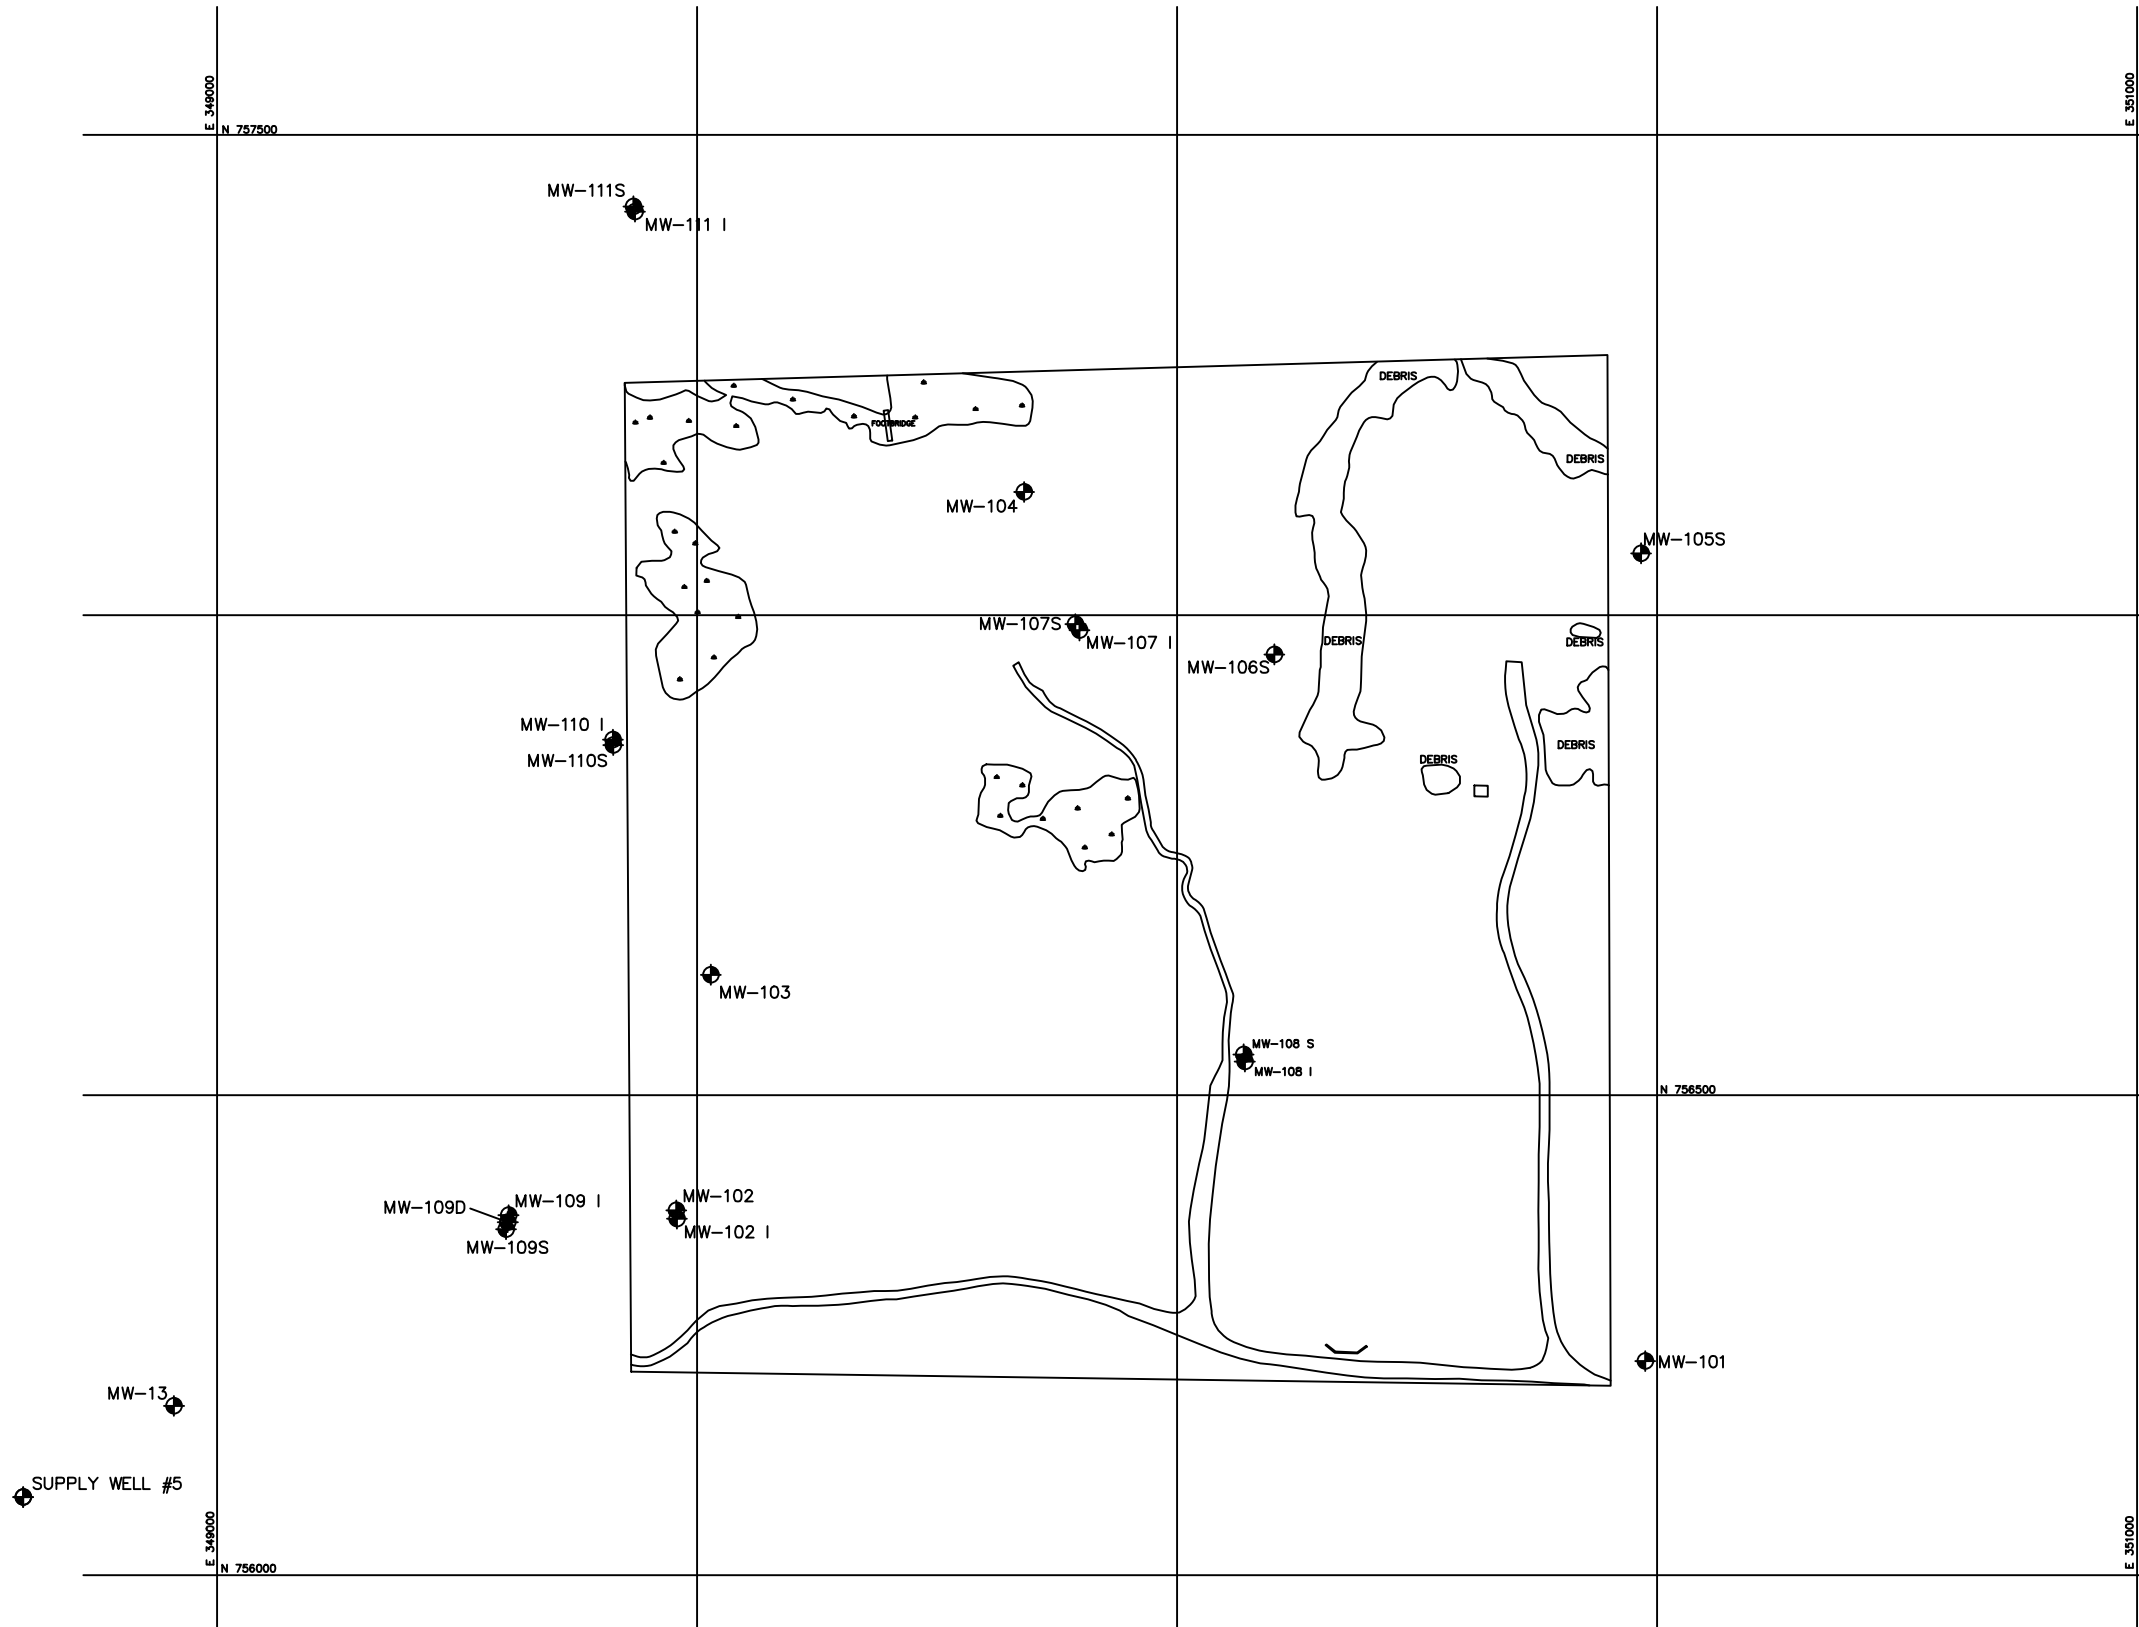 E 349000
E 351000
N 757500
MW-111S
MW-111 I
DEBRIS
FOOTBRIDGE
DEBRIS
MW-104
MW-105S
MW-107S
MW-107 I
DEBRIS
DEBRIS
MW-106S
MW-110 I
MW-110S
DEBRIS
DEBRIS
MW-103
MW-108 S
MW-108 I
N 756500
MW-102
MW-109 I
MW-109D
MW-102 I
MW-109S
MW-101
MW-13
SUPPLY WELL #5
E 349000
E 351000
N 756000